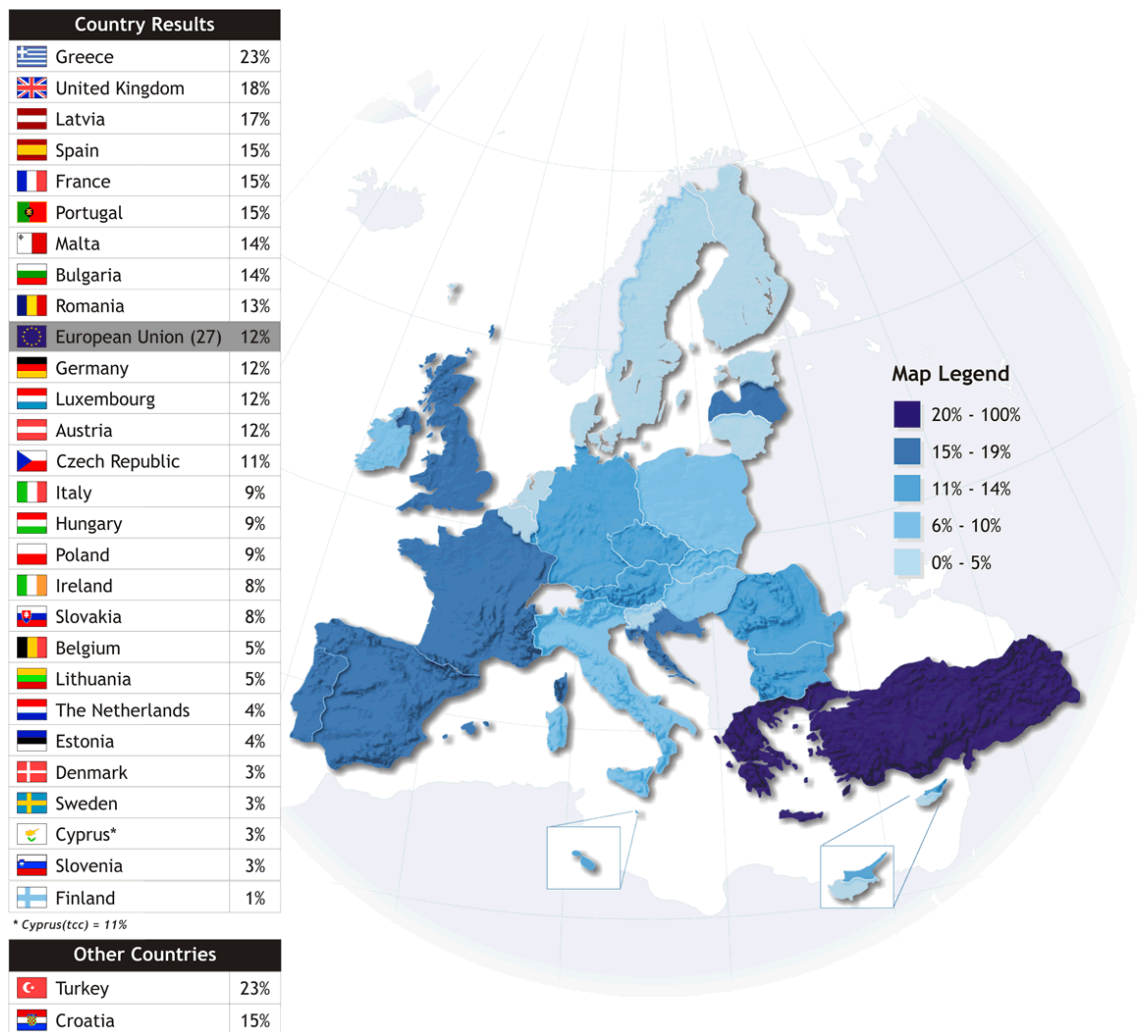 Country Results
Greece 23%
United Kingdom 18%
Latvia 17%
Spain 15%
France 15%
Portugal 15%
Malta 14%
Bulgaria 14%
Romania 13%
European Union (27) 12%
Germany 12%
Luxembourg 12%
Austria 12%
Czech Republic 11%
Italy 9%
Hungary 9%
Poland 9%
Ireland 8%
Slovakia 8%
Belgium 5%
Lithuania 5%
The Netherlands 4%
Estonia 4%
Denmark 3%
Sweden 3%
Cyprus* 3%
Slovenia 3%
Finland 1%
* Cyprus(tcc) = 11%
Other Countries
Turkey 23%
Croatia 15%
Map Legend
20% - 100%
15% - 19%
11% - 14%
6% - 10%
0% - 5%